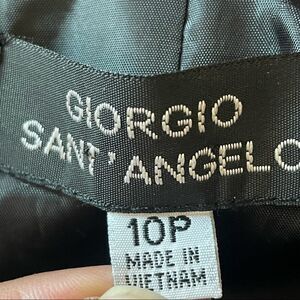 GIORGIO
SANT'ANGELO
10P
MADE IN
VIETNAM